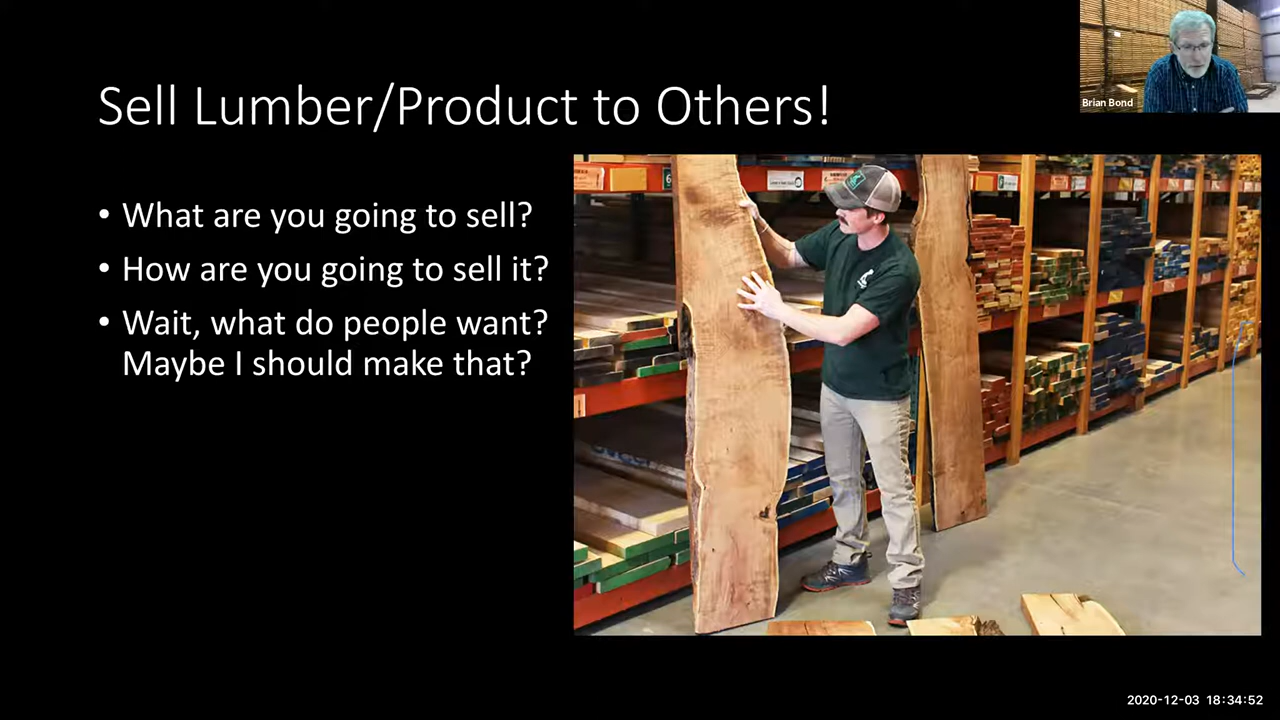 Sell Lumber/Product to Others!
Brian Bond
• What are you going to sell?
• How are you going to sell it?
• Wait, what do people want?
Maybe I should make that?
2020-12-03 18:34:52